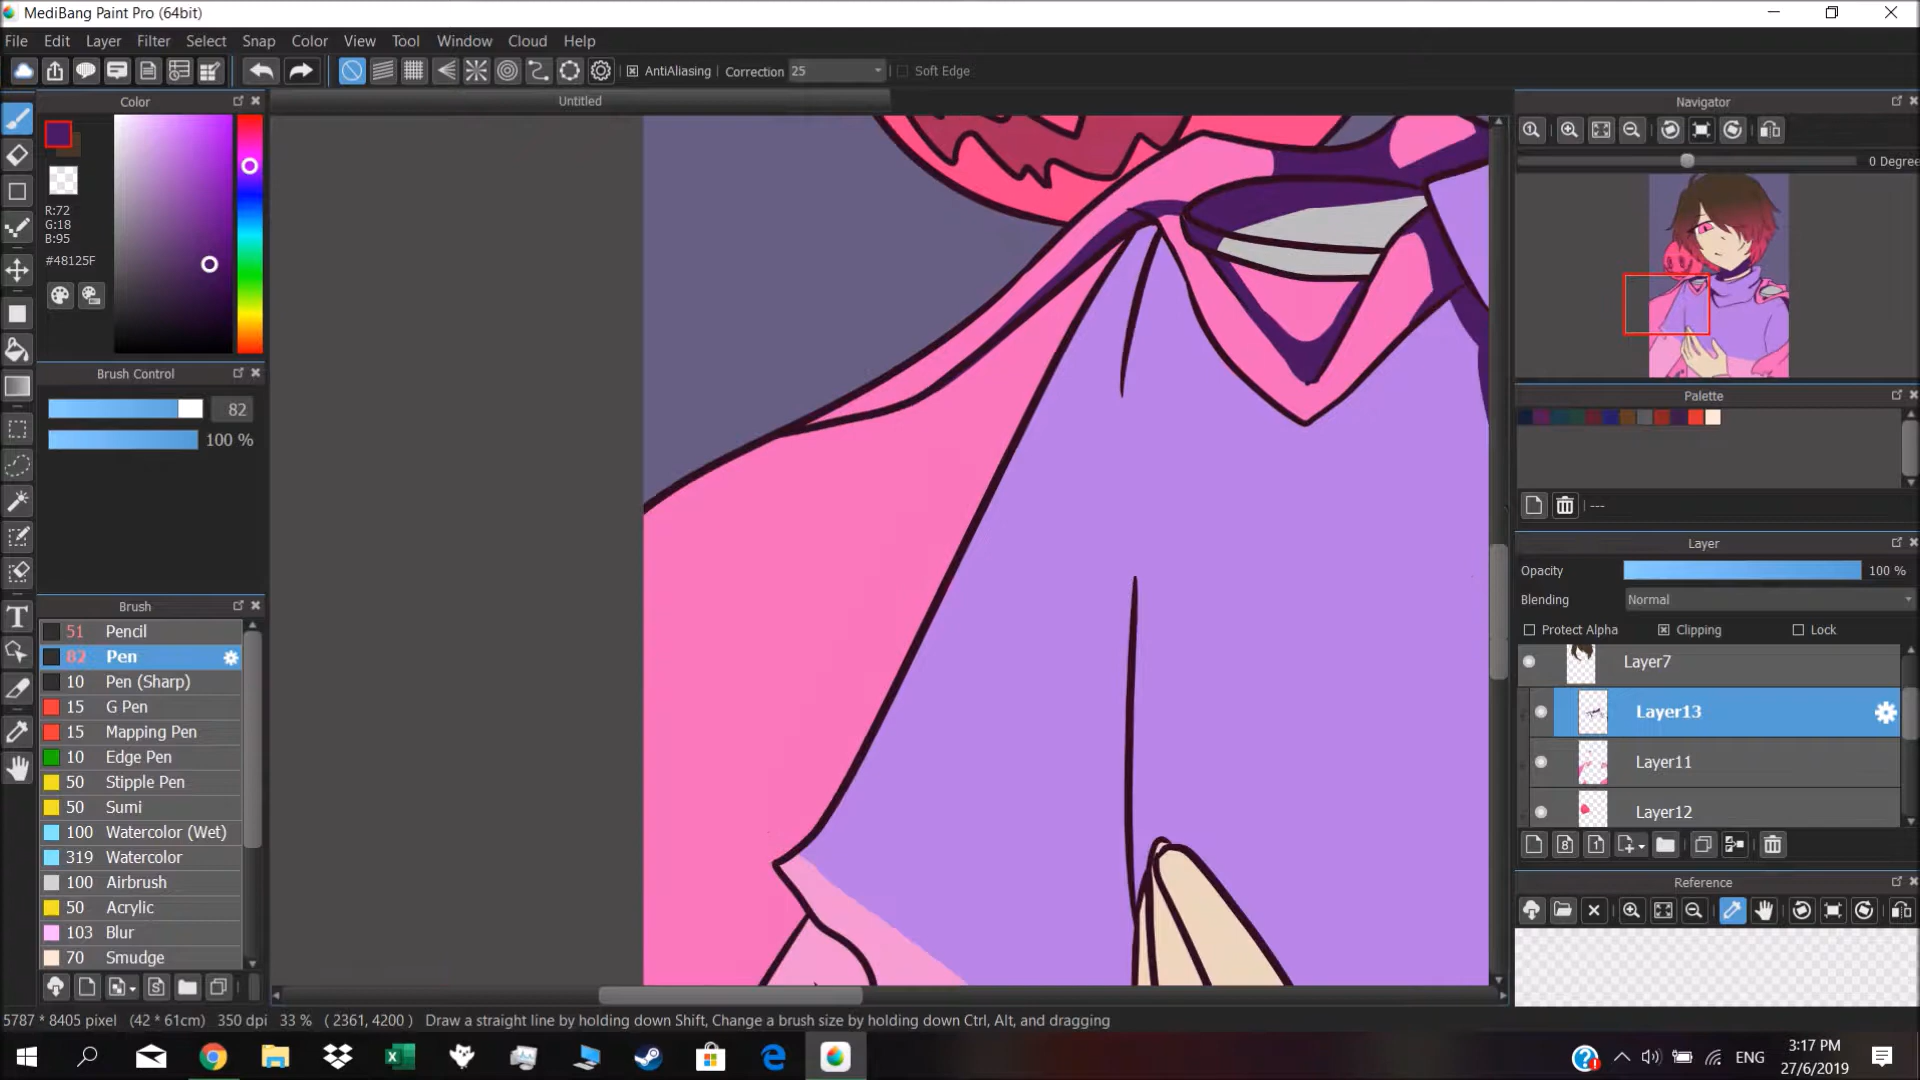 MediBang Paint Pro (64bit)
File Edit Layer Filter Select Snap Color View Tool Window Cloud Help
AntiAliasing Correction 25 Soft Edge
Color
Untitled
Navigator
0 Degree
R:72
G:18
B:95
#48125F
Brush Control
82
100 %
Palette
---
Layer
Opacity 100 %
Blending Normal
Protect Alpha Clipping Lock
Layer7
Layer13
Layer11
Layer12
Brush
51 Pencil
82 Pen
10 Pen (Sharp)
15 G Pen
15 Mapping Pen
10 Edge Pen
50 Stipple Pen
50 Sumi
100 Watercolor (Wet)
319 Watercolor
100 Airbrush
50 Acrylic
103 Blur
70 Smudge
Reference
5787 * 8405 pixel (42 * 61cm) 350 dpi 33 % ( 2361, 4200 ) Draw a straight line by holding down Shift, Change a brush size by holding down Ctrl, Alt, and dragging
ENG
3:17 PM
27/6/2019